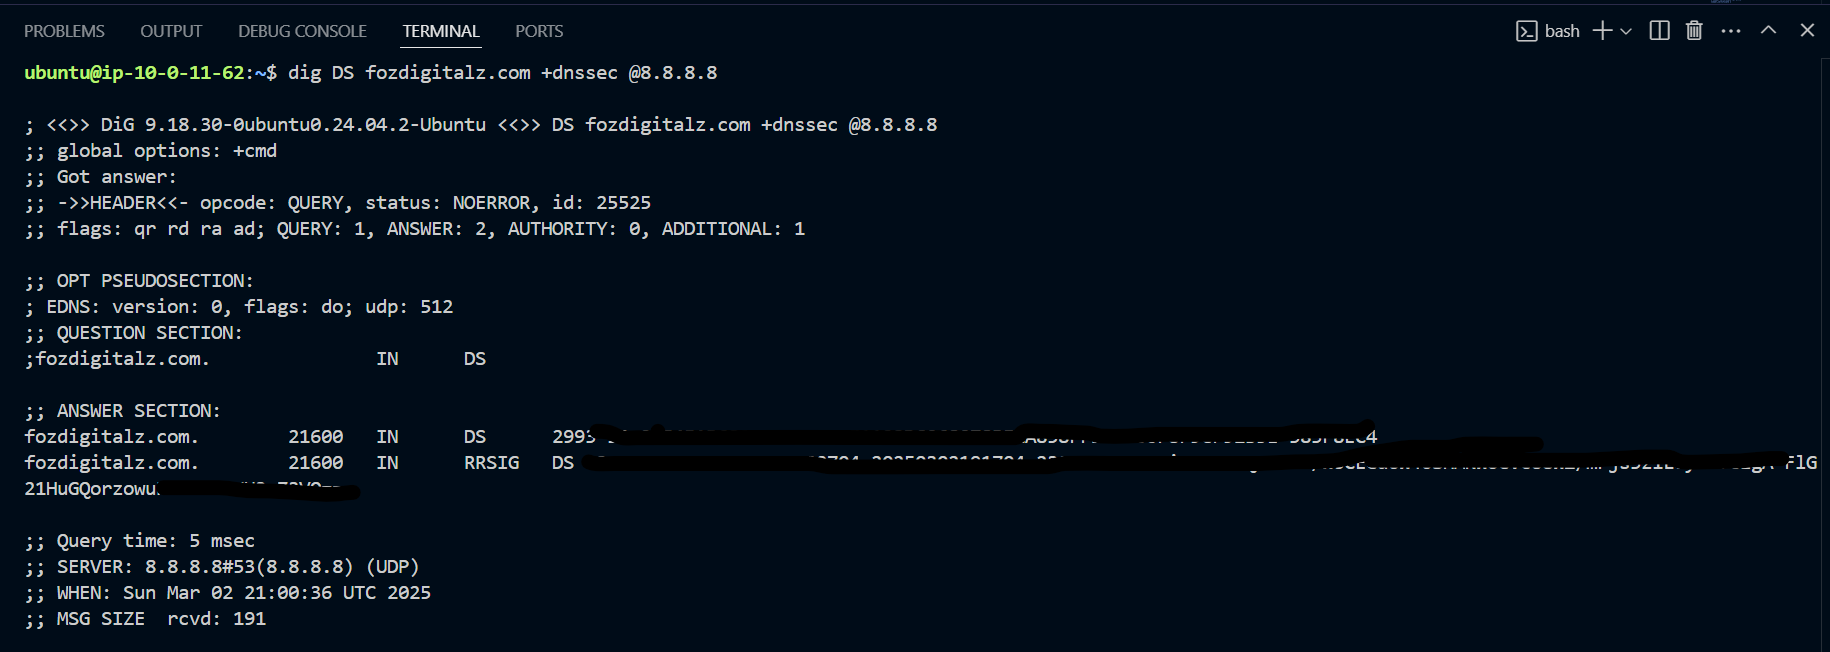 PROBLEMS OUTPUT DEBUG CONSOLE TERMINAL PORTS bash
ubuntu@ip-10-0-11-62:~$ dig DS fozdigitalz.com +dnssec @8.8.8.8
; <<>> DiG 9.18.30-0ubuntu0.24.04.2-Ubuntu <<>> DS fozdigitalz.com +dnssec @8.8.8.8
;; global options: +cmd
;; Got answer:
;; ->>HEADER<<- opcode: QUERY, status: NOERROR, id: 25525
;; flags: qr rd ra ad; QUERY: 1, ANSWER: 2, AUTHORITY: 0, ADDITIONAL: 1
;; OPT PSEUDOSECTION:
; EDNS: version: 0, flags: do; udp: 512
;; QUESTION SECTION:
;fozdigitalz.com. IN DS
;; ANSWER SECTION:
fozdigitalz.com. 21600 IN DS 2993
fozdigitalz.com. 21600 IN RRSIG DS
;; Query time: 5 msec
;; SERVER: 8.8.8.8#53(8.8.8.8) (UDP)
;; WHEN: Sun Mar 02 21:00:36 UTC 2025
;; MSG SIZE rcvd: 191